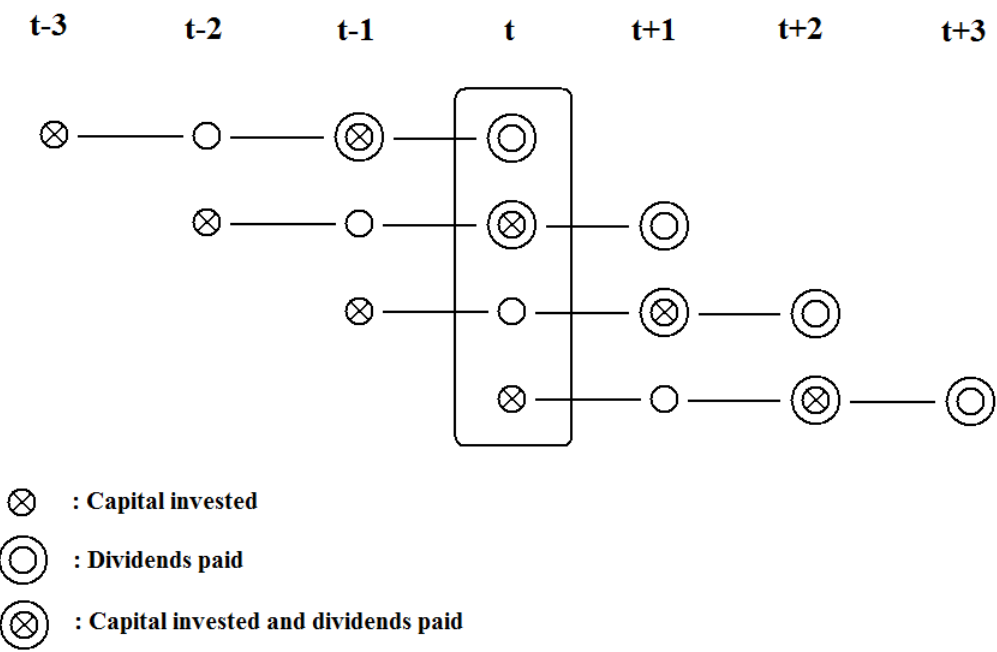 t-3 t-2 t-1 t t+1 t+2 t+3
: Capital invested
: Dividends paid
: Capital invested and dividends paid